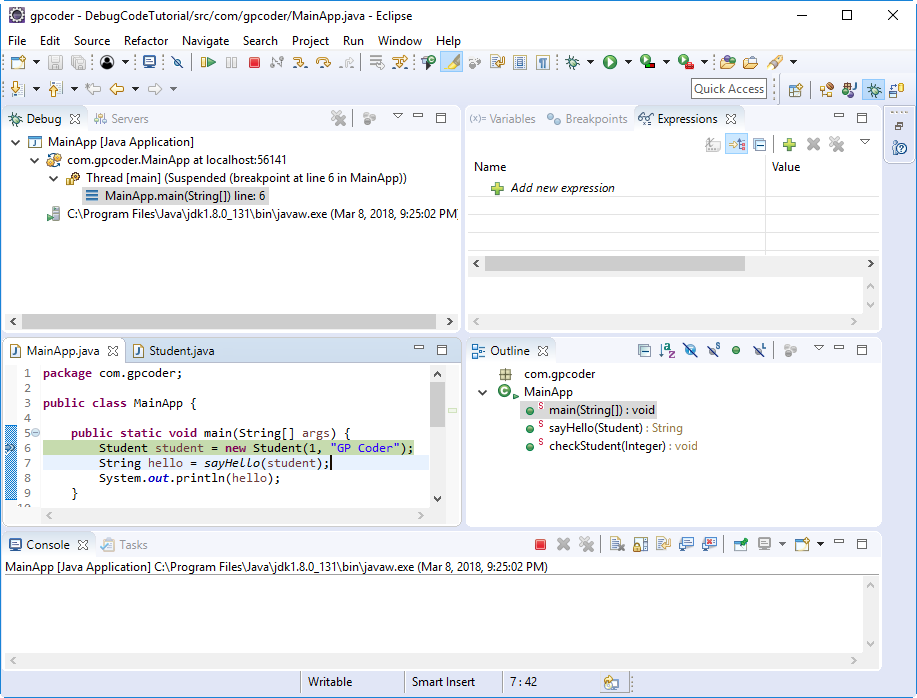 gpcoder - DebugCodeTutorial/src/com/gpcoder/MainApp.java - Eclipse
File Edit Source Refactor Navigate Search Project Run Window Help
Quick Access
Debug Servers
MainApp [Java Application]
com.gpcoder.MainApp at localhost:56141
Thread [main] (Suspended (breakpoint at line 6 in MainApp))
MainApp.main(String[]) line: 6
C:\Program Files\Java\jdk1.8.0_131\bin\javaw.exe (Mar 8, 2018, 9:25:02 PM)
(x)= Variables Breakpoints Expressions
Name Value
Add new expression
MainApp.java Student.java
1 package com.gpcoder;
2
3 public class MainApp {
4
5 public static void main(String[] args) {
6 Student student = new Student(1, "GP Coder");
7 String hello = sayHello(student);
8 System.out.println(hello);
9 }
10
Outline
com.gpcoder
MainApp
main(String[]) : void
sayHello(Student) : String
checkStudent(Integer) : void
Console Tasks
MainApp [Java Application] C:\Program Files\Java\jdk1.8.0_131\bin\javaw.exe (Mar 8, 2018, 9:25:02 PM)
Writable Smart Insert 7 : 42